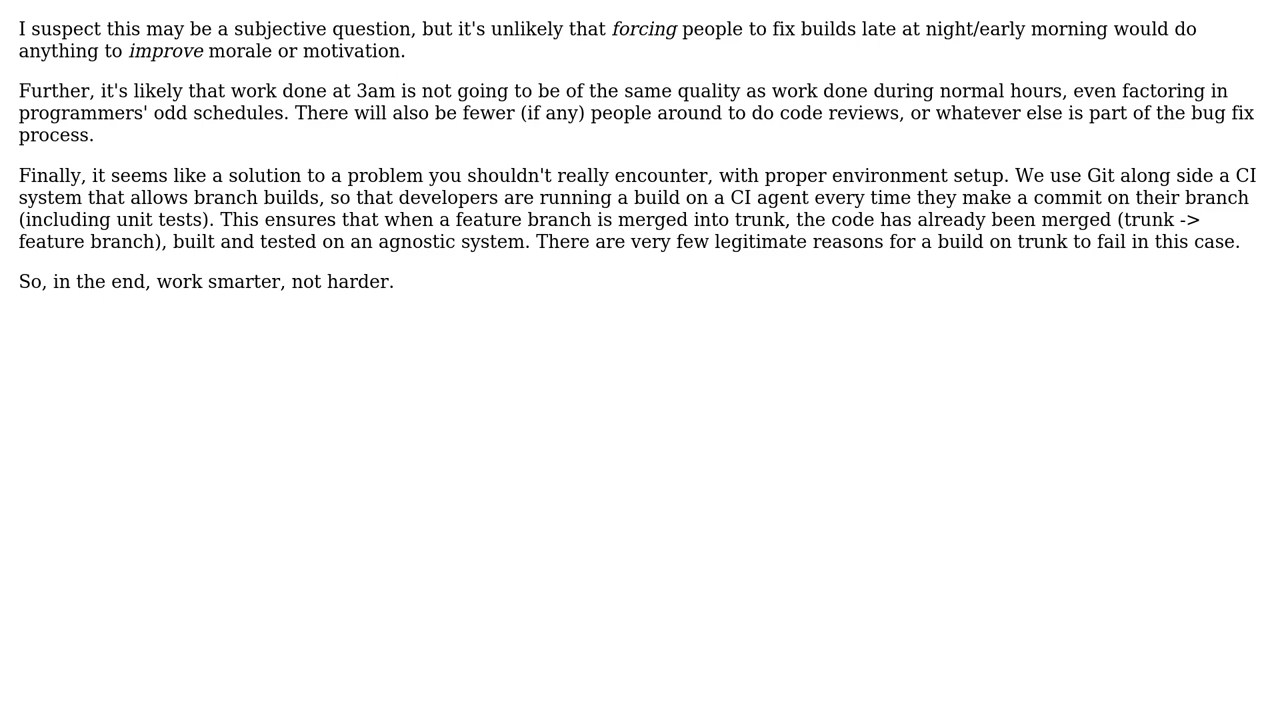 I suspect this may be a subjective question, but it's unlikely that forcing people to fix builds late at night/early morning would do
anything to improve morale or motivation.
Further, it's likely that work done at 3am is not going to be of the same quality as work done during normal hours, even factoring in
programmers' odd schedules. There will also be fewer (if any) people around to do code reviews, or whatever else is part of the bug fix
process.
Finally, it seems like a solution to a problem you shouldn't really encounter, with proper environment setup. We use Git along side a CI
system that allows branch builds, so that developers are running a build on a CI agent every time they make a commit on their branch
(including unit tests). This ensures that when a feature branch is merged into trunk, the code has already been merged (trunk ->
feature branch), built and tested on an agnostic system. There are very few legitimate reasons for a build on trunk to fail in this case.
So, in the end, work smarter, not harder.